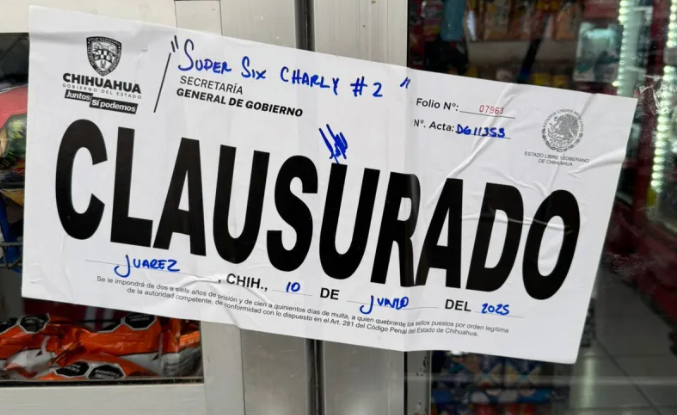 "SUPER SIX CHARLY #2"
CHIHUAHUA
GOBIERNO DEL ESTADO
Juntos Sí podemos
SECRETARÍA
GENERAL DE GOBIERNO
Folio Nº: 07963
Nº. Acta: DG11353
ESTADO LIBRE Y SOBERANO
DE CHIHUAHUA
CLAUSURADO
JUAREZ, CHIH., 10 DE JUNIO DEL 2025
Se le impondrá de dos a siete años de prisión y de cien a quinientos días de multa, a quien quebrante los sellos puestos por orden legítima
de la autoridad competente, de conformidad con lo dispuesto en el Art. 281 del Código Penal del Estado de Chihuahua.